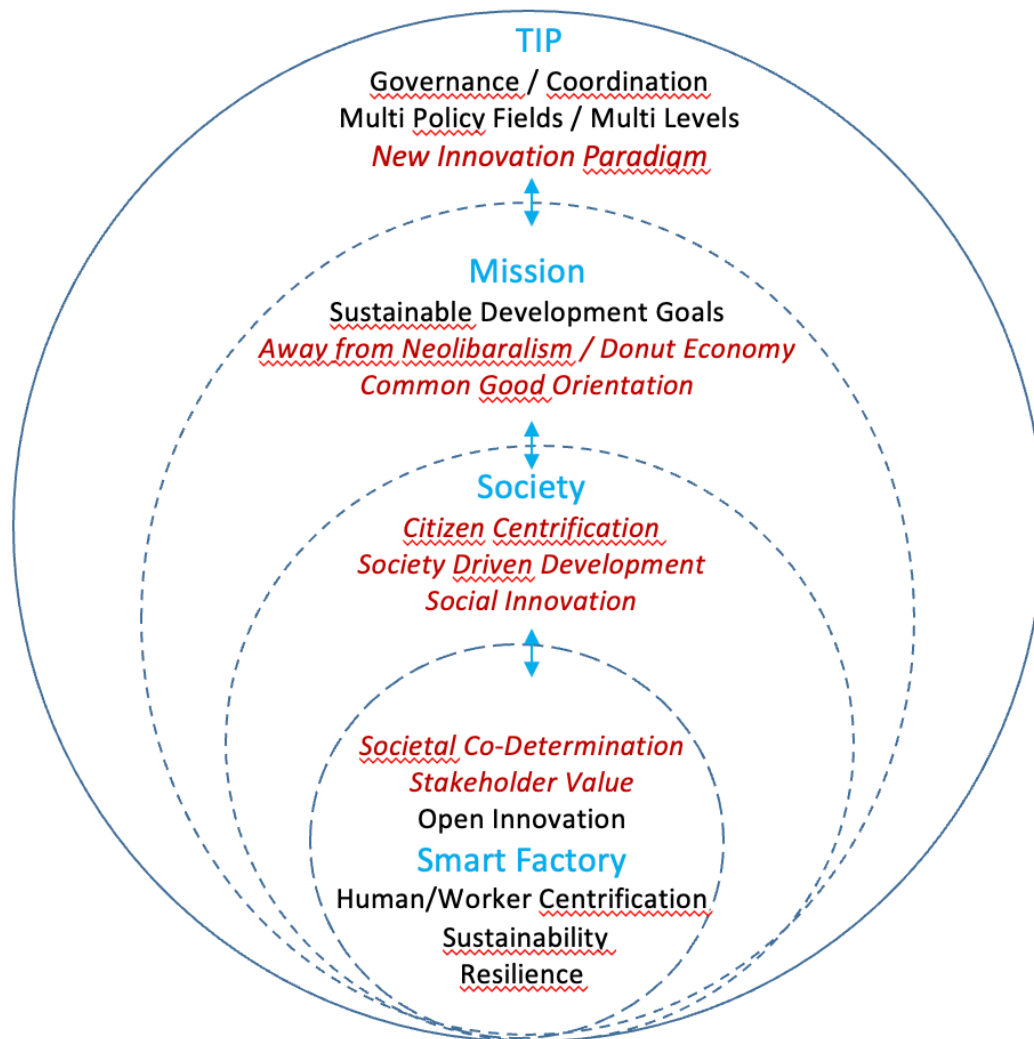 TIP
Governance / Coordination
Multi Policy Fields / Multi Levels
New Innovation Paradigm
Mission
Sustainable Development Goals
Away from Neolibaralism / Donut Economy
Common Good Orientation
Society
Citizen Centrification
Society Driven Development
Social Innovation
Societal Co-Determination
Stakeholder Value
Open Innovation
Smart Factory
Human/Worker Centrification
Sustainability
Resilience